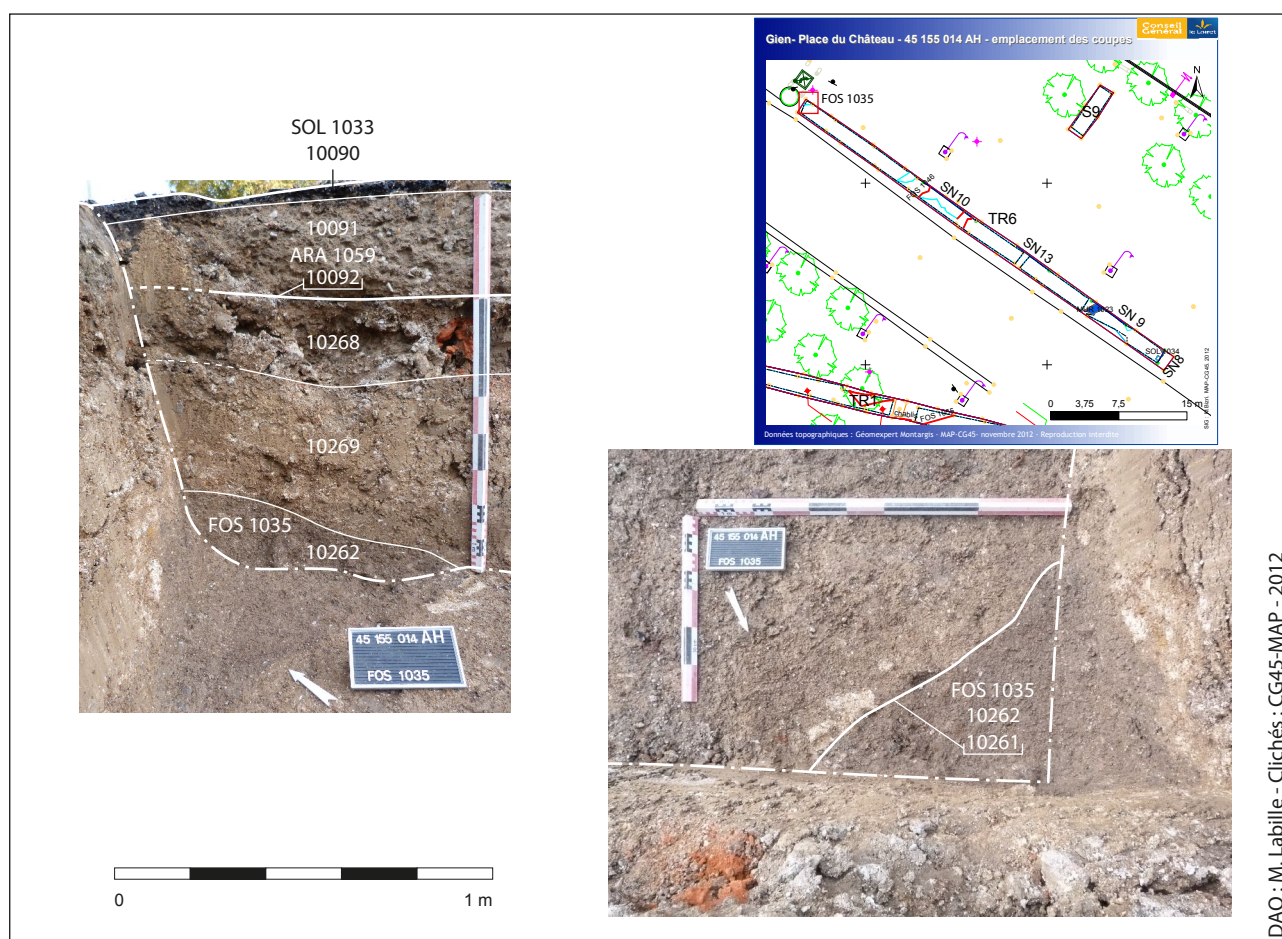 SOL 1033
10090
10091
ARA 1059
10092
10268
10269
FOS 1035
10262
45 155 014 AH
FOS 1035
0
1 m
Gien- Place du Château - 45 155 014 AH - emplacement des coupes
Conseil
Général
le Loiret
N
FOS 1035
S9
SN10
TR6
SN13
SN 9
SN8
TR1
0 3,75 7,5 15 m
Données topographiques : Géomexpert Montargis - MAP-CG45- novembre 2012 - Reproduction interdite
45 155 014 AH
FOS 1035
FOS 1035
10262
10261
DAO : M. Labille - Clichés : CG45-MAP - 2012